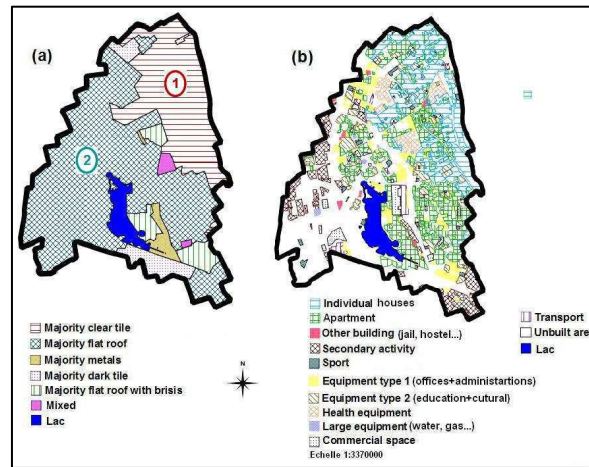 (a)
1
2
Majority clear tile
Majority flat roof
Majority metals
Majority dark tile
Majority flat roof with brisis
Mixed
Lac
N
(b)
Individual houses
Apartment
Other building (jail, hostel...)
Secondary activity
Sport
Equipment type 1 (offices+administartions)
Equipment type 2 (education+cutural)
Health equipment
Large equipment (water, gas...)
Commercial space
Echelle 1:3370000
Transport
Unbuilt area
Lac